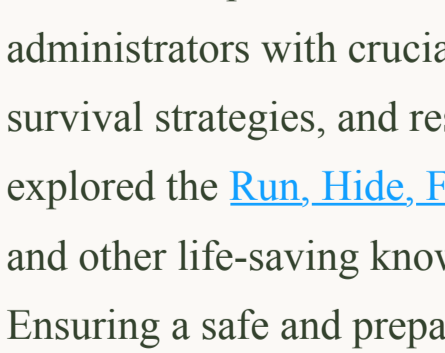 administrators with crucia
survival strategies, and re
explored the Run, Hide, F
and other life-saving know
Ensuring a safe and prepa